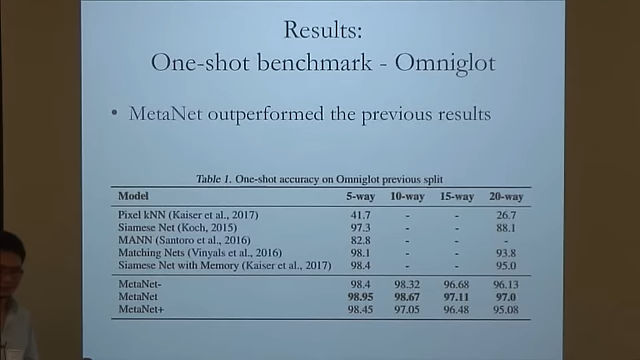 Results:
One-shot benchmark - Omniglot
• MetaNet outperformed the previous results
Table 1. One-shot accuracy on Omniglot previous split
Model 5-way 10-way 15-way 20-way
Pixel kNN (Kaiser et al., 2017) 41.7 - - 26.7
Siamese Net (Koch, 2015) 97.3 - - 88.1
MANN (Santoro et al., 2016) 82.8 - - -
Matching Nets (Vinyals et al., 2016) 98.1 - - 93.8
Siamese Net with Memory (Kaiser et al., 2017) 98.4 - - 95.0
MetaNet- 98.4 98.32 96.68 96.13
MetaNet 98.95 98.67 97.11 97.0
MetaNet+ 98.45 97.05 96.48 95.08